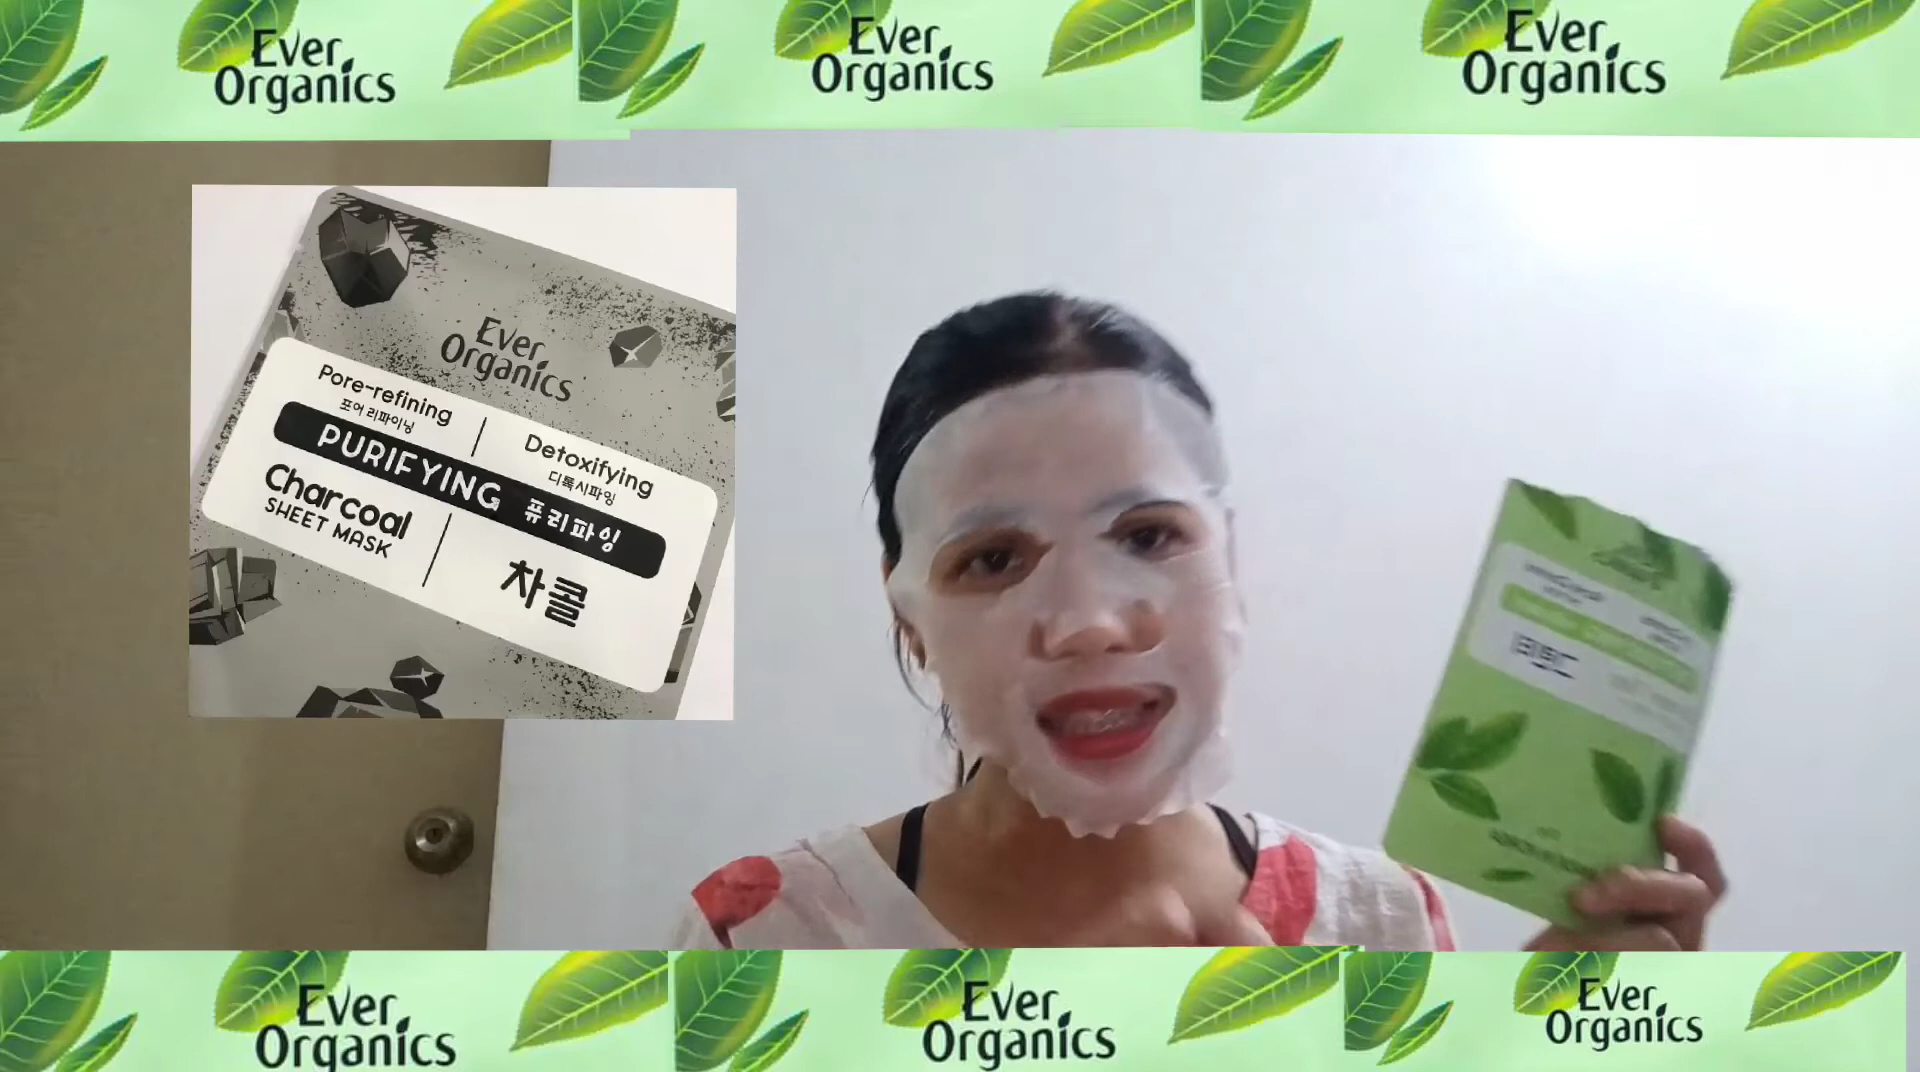 Ever
Organics
Ever
Organics
Ever
Organics
Ever
Organics
Pore-refining
포어 리파이닝
Detoxifying
디톡시파잉
PURIFYING 퓨리파잉
Charcoal
SHEET MASK
차콜
Ever
Organics
Ever
Organics
Ever
Organics